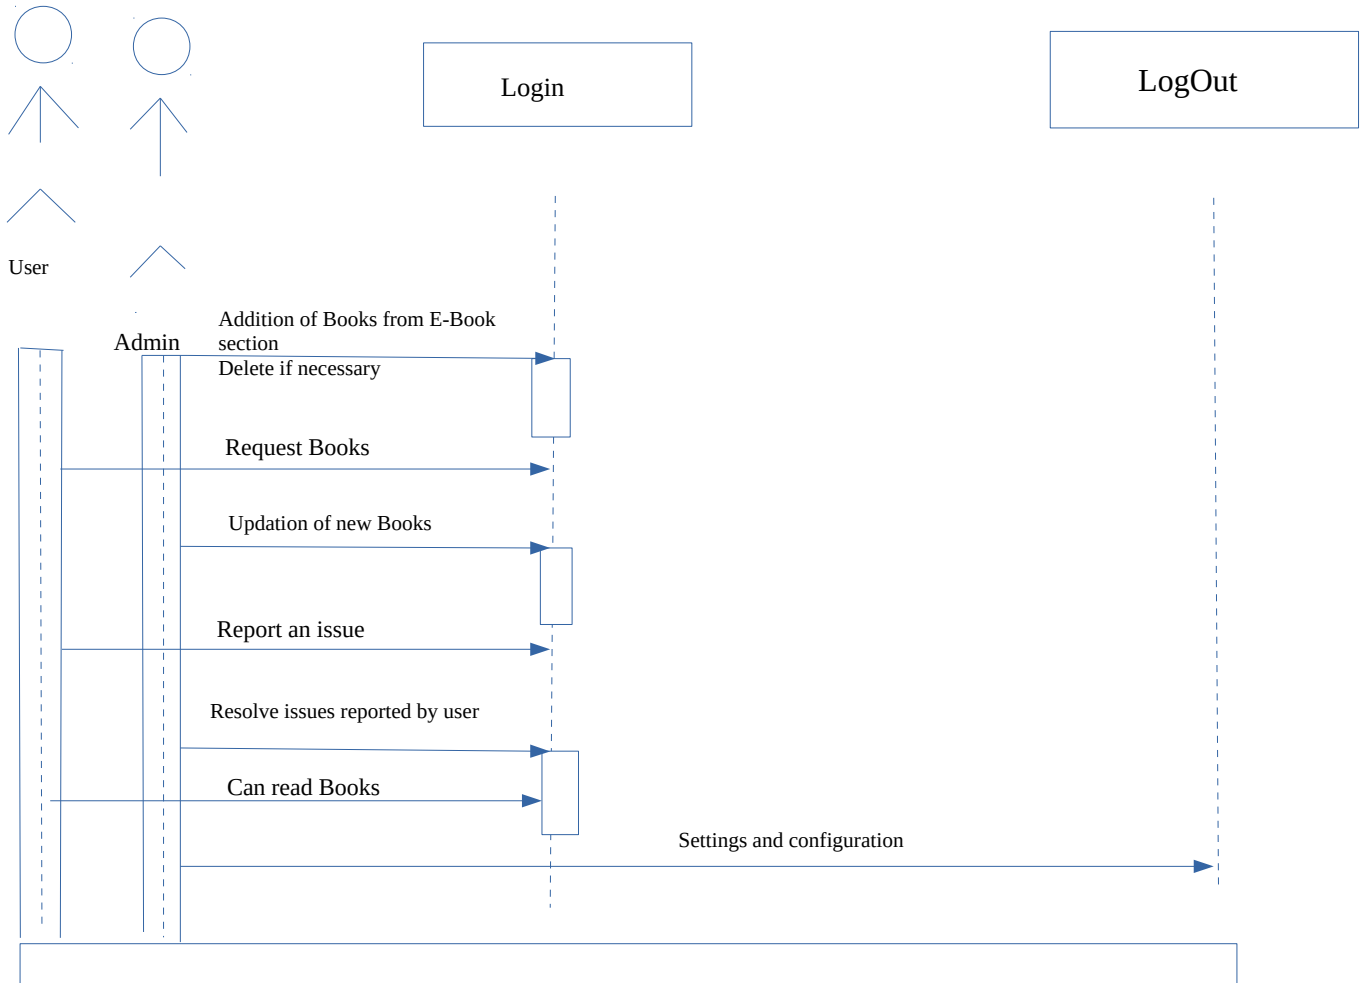 Login
LogOut
User
Admin
Addition of Books from E-Book
section
Delete if necessary
Request Books
Updation of new Books
Report an issue
Resolve issues reported by user
Can read Books
Settings and configuration